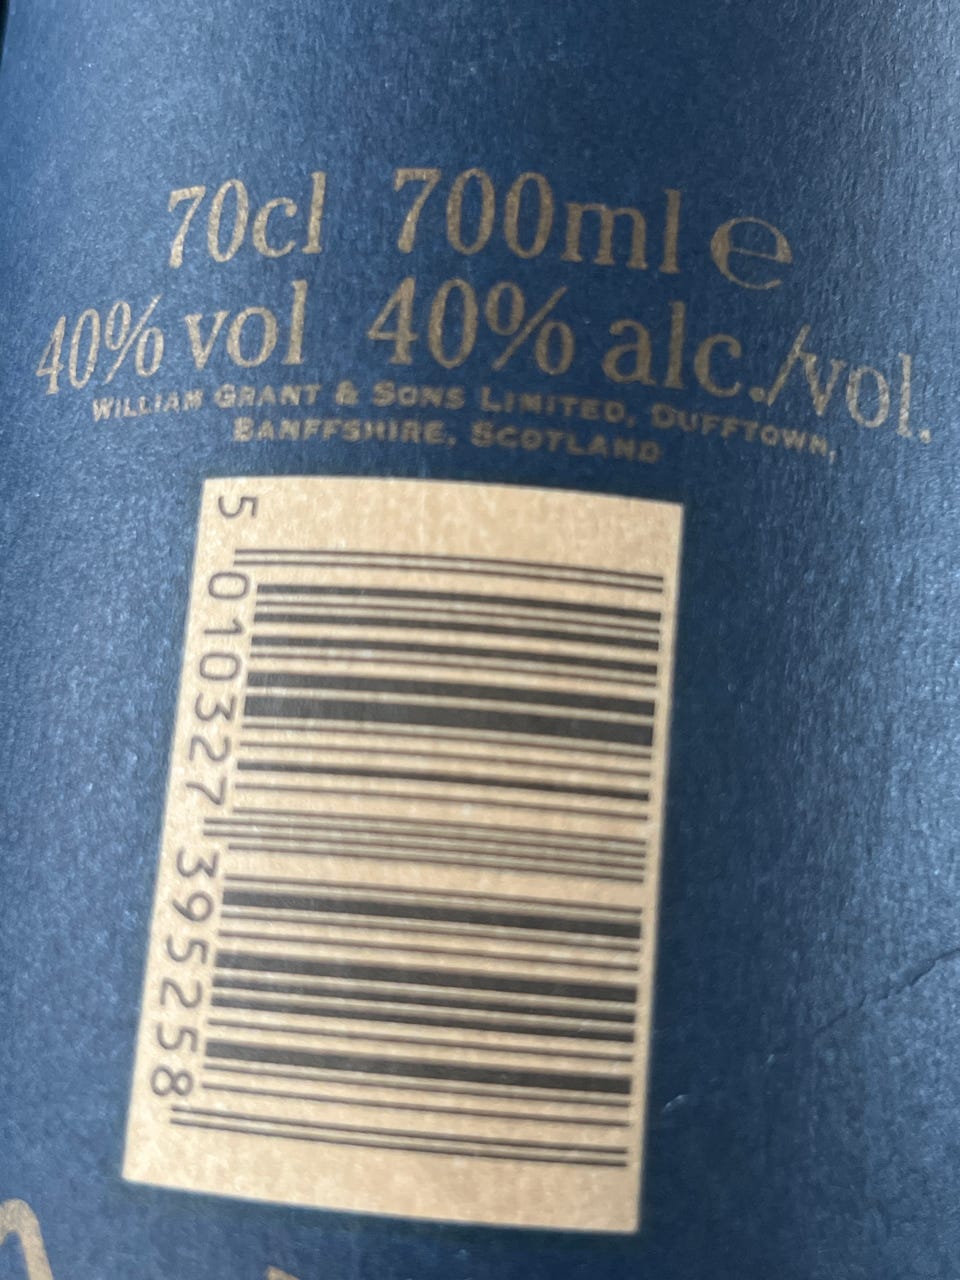 70cl 700ml e
40% vol 40% alc./vol.
WILLIAM GRANT & SONS LIMITED, DUFFTOWN,
BANFFSHIRE, SCOTLAND
5 010327 395258